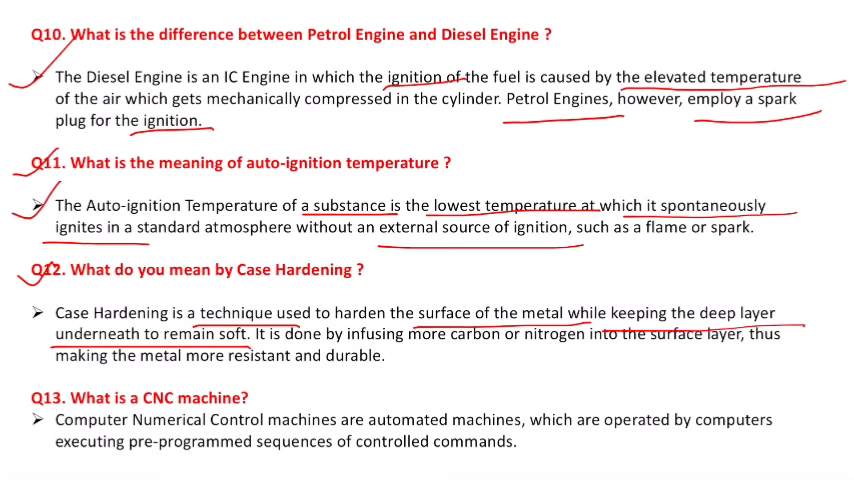 Q10. What is the difference between Petrol Engine and Diesel Engine ?
➢ The Diesel Engine is an IC Engine in which the ignition of the fuel is caused by the elevated temperature
of the air which gets mechanically compressed in the cylinder. Petrol Engines, however, employ a spark
plug for the ignition.
Q11. What is the meaning of auto-ignition temperature ?
➢ The Auto-ignition Temperature of a substance is the lowest temperature at which it spontaneously
ignites in a standard atmosphere without an external source of ignition, such as a flame or spark.
Q12. What do you mean by Case Hardening ?
➢ Case Hardening is a technique used to harden the surface of the metal while keeping the deep layer
underneath to remain soft. It is done by infusing more carbon or nitrogen into the surface layer, thus
making the metal more resistant and durable.
Q13. What is a CNC machine?
➢ Computer Numerical Control machines are automated machines, which are operated by computers
executing pre-programmed sequences of controlled commands.